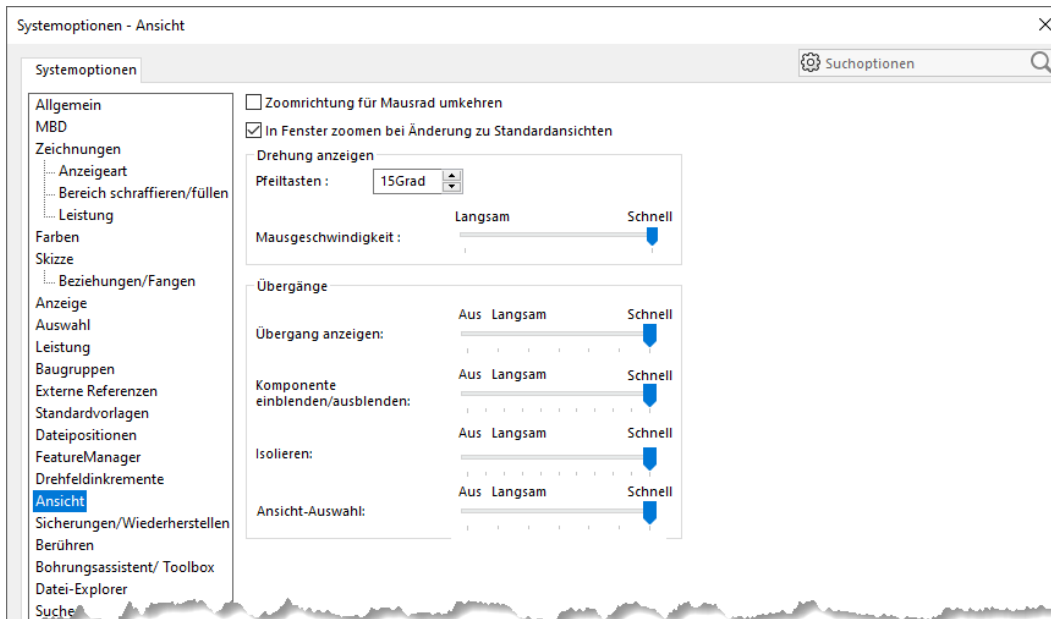 Systemoptionen - Ansicht
Systemoptionen
Suchoptionen
Allgemein
MBD
Zeichnungen
Anzeigeart
Bereich schraffieren/füllen
Leistung
Farben
Skizze
Beziehungen/Fangen
Anzeige
Auswahl
Leistung
Baugruppen
Externe Referenzen
Standardvorlagen
Dateipositionen
FeatureManager
Drehfeldinkremente
Ansicht
Sicherungen/Wiederherstellen
Berühren
Bohrungsassistent/ Toolbox
Datei-Explorer
Suche
Zoomrichtung für Mausrad umkehren
In Fenster zoomen bei Änderung zu Standardansichten
Drehung anzeigen
Pfeiltasten : 15Grad
Langsam Schnell
Mausgeschwindigkeit :
Übergänge
Aus Langsam Schnell
Übergang anzeigen:
Aus Langsam Schnell
Komponente
einblenden/ausblenden:
Aus Langsam Schnell
Isolieren:
Aus Langsam Schnell
Ansicht-Auswahl: